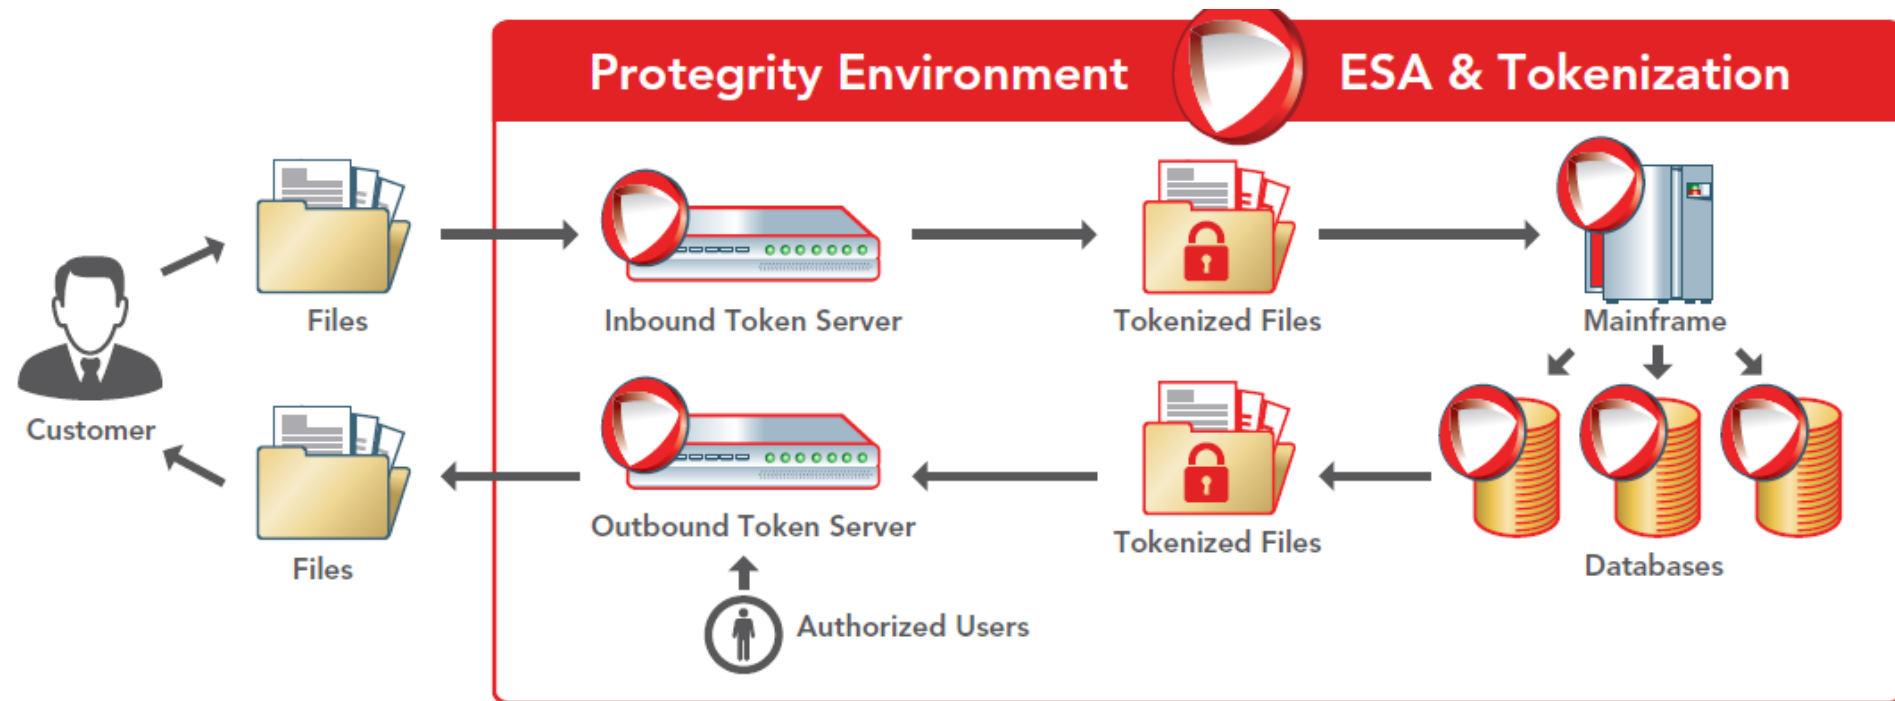 Protegrity Environment
ESA & Tokenization
Files
Inbound Token Server
Tokenized Files
Mainframe
Customer
Files
Outbound Token Server
Tokenized Files
Databases
Authorized Users